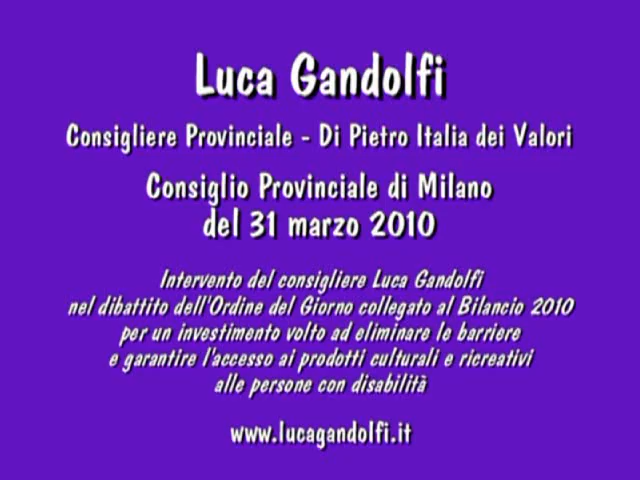 Luca Gandolfi
Consigliere Provinciale - Di Pietro Italia dei Valori
Consiglio Provinciale di Milano
del 31 marzo 2010
Intervento del consigliere Luca Gandolfi
nel dibattito dell'Ordine del Giorno collegato al Bilancio 2010
per un investimento volto ad eliminare le barriere
e garantire l'accesso ai prodotti culturali e ricreativi
alle persone con disabilità
www.lucagandolfi.it